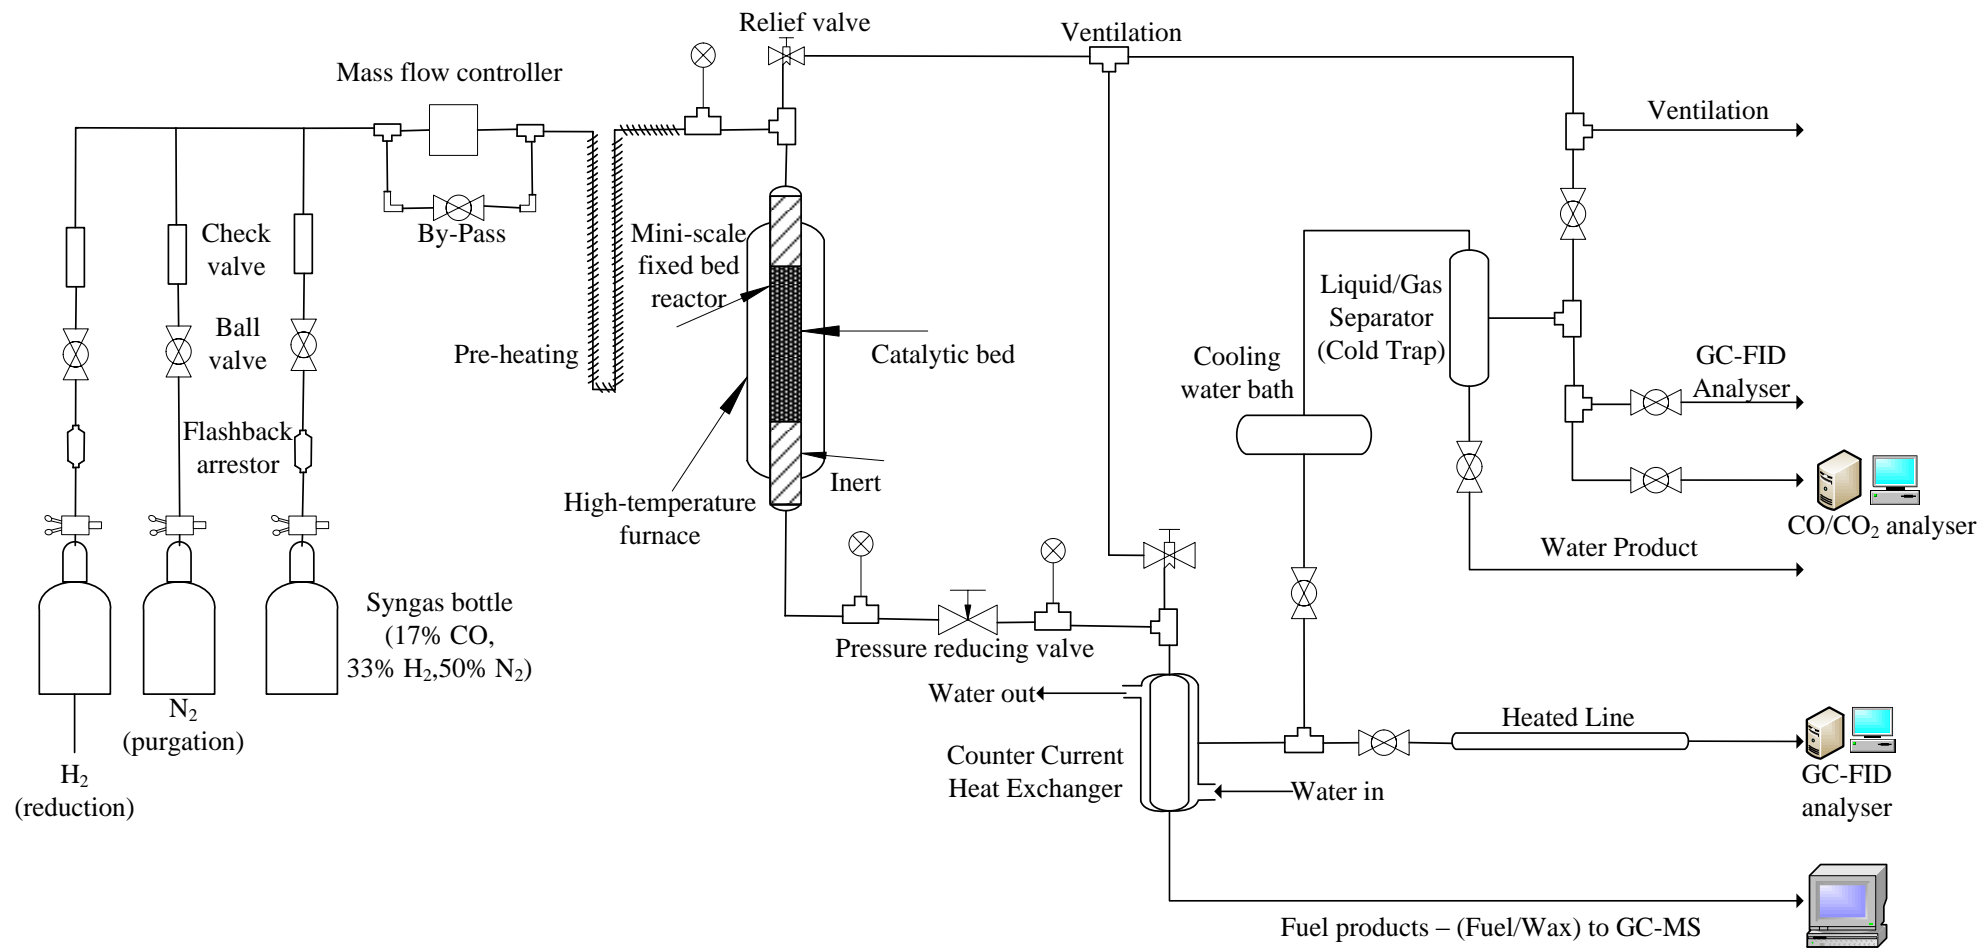 Relief valve
Ventilation
Mass flow controller
Ventilation
By-Pass
Check
valve
Mini-scale
fixed bed
reactor
Liquid/Gas
Separator
(Cold Trap)
Ball
valve
Pre-heating
Catalytic bed
Cooling
water bath
GC-FID
Analyser
Flashback
arrestor
Inert
High-temperature
furnace
CO/CO₂ analyser
Water Product
Syngas bottle
(17% CO,
33% H₂,50% N₂)
Pressure reducing valve
N₂
(purgation)
Water out
Heated Line
H₂
(reduction)
Counter Current
Heat Exchanger
Water in
GC-FID
analyser
Fuel products – (Fuel/Wax) to GC-MS